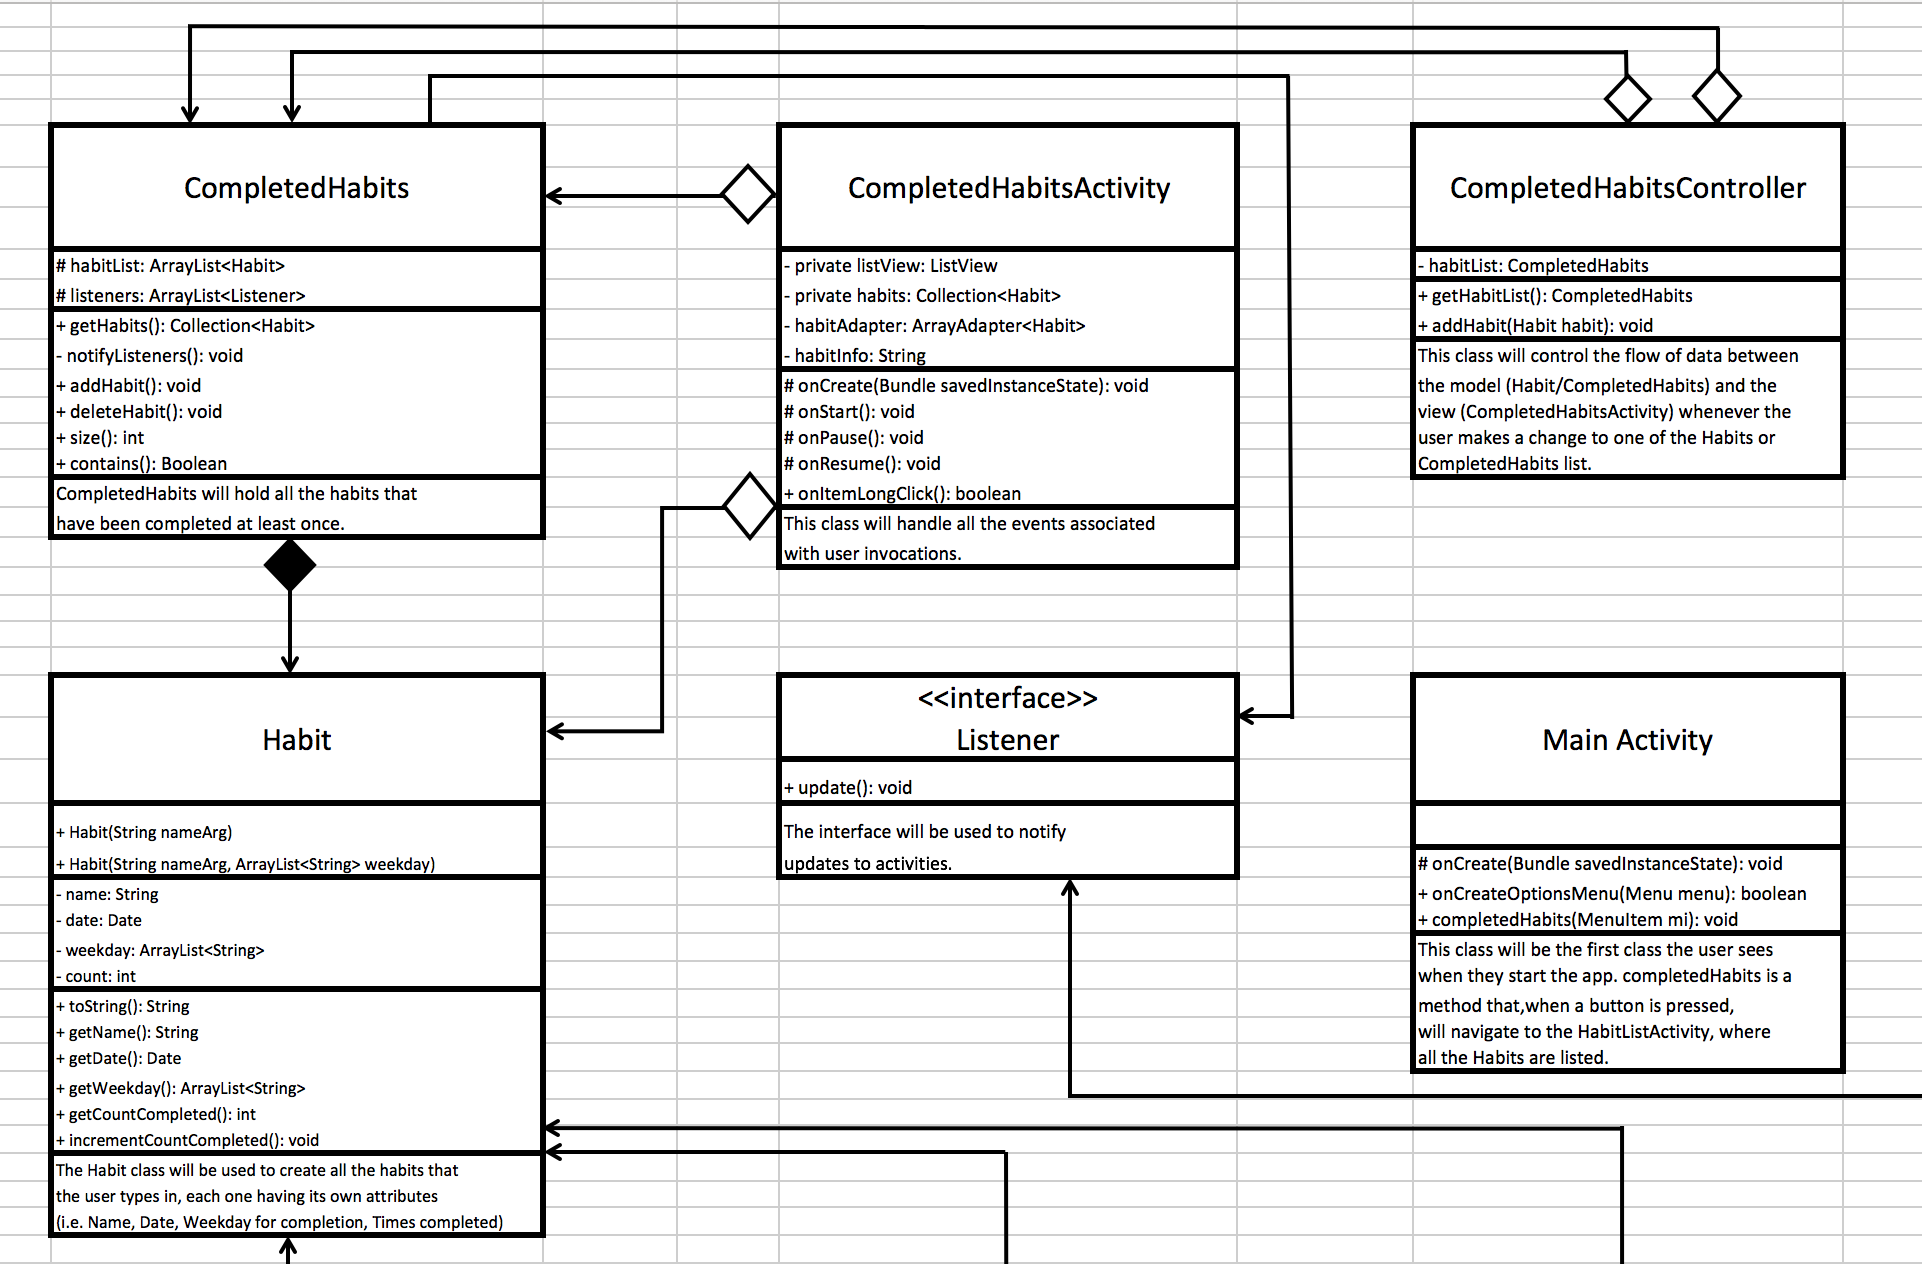 CompletedHabits
# habitList: ArrayList<Habit>
# listeners: ArrayList<Listener>
+ getHabits(): Collection<Habit>
- notifyListeners(): void
+ addHabit(): void
+ deleteHabit(): void
+ size(): int
+ contains(): Boolean
CompletedHabits will hold all the habits that
have been completed at least once.
CompletedHabitsActivity
- private listView: ListView
- private habits: Collection<Habit>
- habitAdapter: ArrayAdapter<Habit>
- habitInfo: String
# onCreate(Bundle savedInstanceState): void
# onStart(): void
# onPause(): void
# onResume(): void
+ onItemLongClick(): boolean
This class will handle all the events associated
with user invocations.
CompletedHabitsController
- habitList: CompletedHabits
+ getHabitList(): CompletedHabits
+ addHabit(Habit habit): void
This class will control the flow of data between
the model (Habit/CompletedHabits) and the
view (CompletedHabitsActivity) whenever the
user makes a change to one of the Habits or
CompletedHabits list.
Habit
+ Habit(String nameArg)
+ Habit(String nameArg, ArrayList<String> weekday)
- name: String
- date: Date
- weekday: ArrayList<String>
- count: int
+ toString(): String
+ getName(): String
+ getDate(): Date
+ getWeekday(): ArrayList<String>
+ getCountCompleted(): int
+ incrementCountCompleted(): void
The Habit class will be used to create all the habits that
the user types in, each one having its own attributes
(i.e. Name, Date, Weekday for completion, Times completed)
<<interface>>
Listener
+ update(): void
The interface will be used to notify
updates to activities.
Main Activity
# onCreate(Bundle savedInstanceState): void
+ onCreateOptionsMenu(Menu menu): boolean
+ completedHabits(MenuItem mi): void
This class will be the first class the user sees
when they start the app. completedHabits is a
method that,when a button is pressed,
will navigate to the HabitListActivity, where
all the Habits are listed.